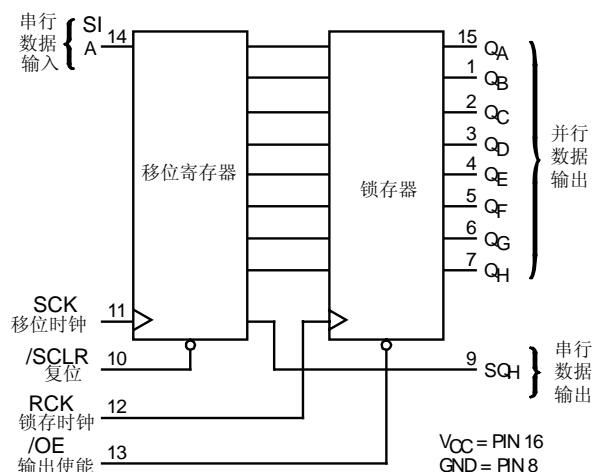 串行
数据
输入
SI
A
14
移位寄存器
锁存器
15 QA
1 QB
2 QC
3 QD
4 QE
5 QF
6 QG
7 QH
并行
数据
输出
SCK
移位时钟
11
/SCLR
复位
10
RCK
锁存时钟
12
/OE
输出使能
13
9 SQH
串行
数据
输出
VCC = PIN 16
GND = PIN 8